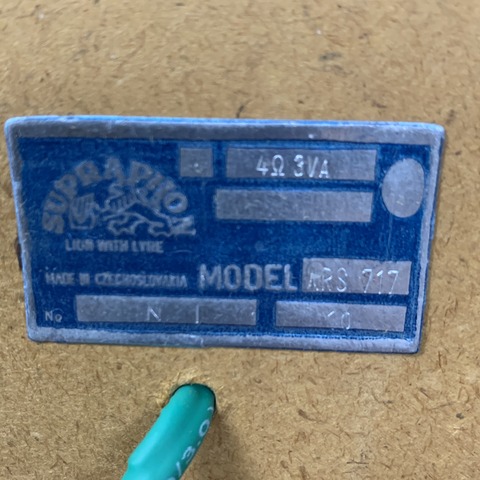 SUPRAPHON
4Ω 3VA
LION WITH LYRE
MADE IN CZECHOSLOVAKIA MODEL ARS 717
No N I